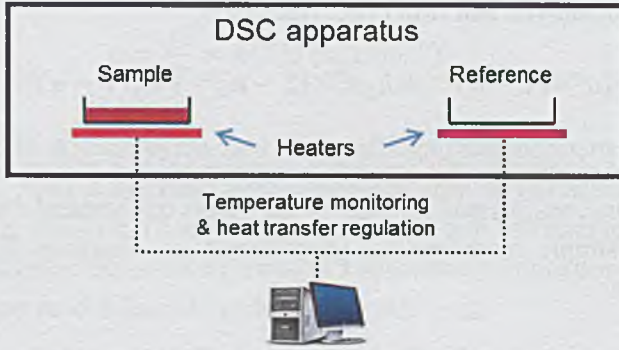 DSC apparatus
Sample
Reference
Heaters
Temperature monitoring
& heat transfer regulation